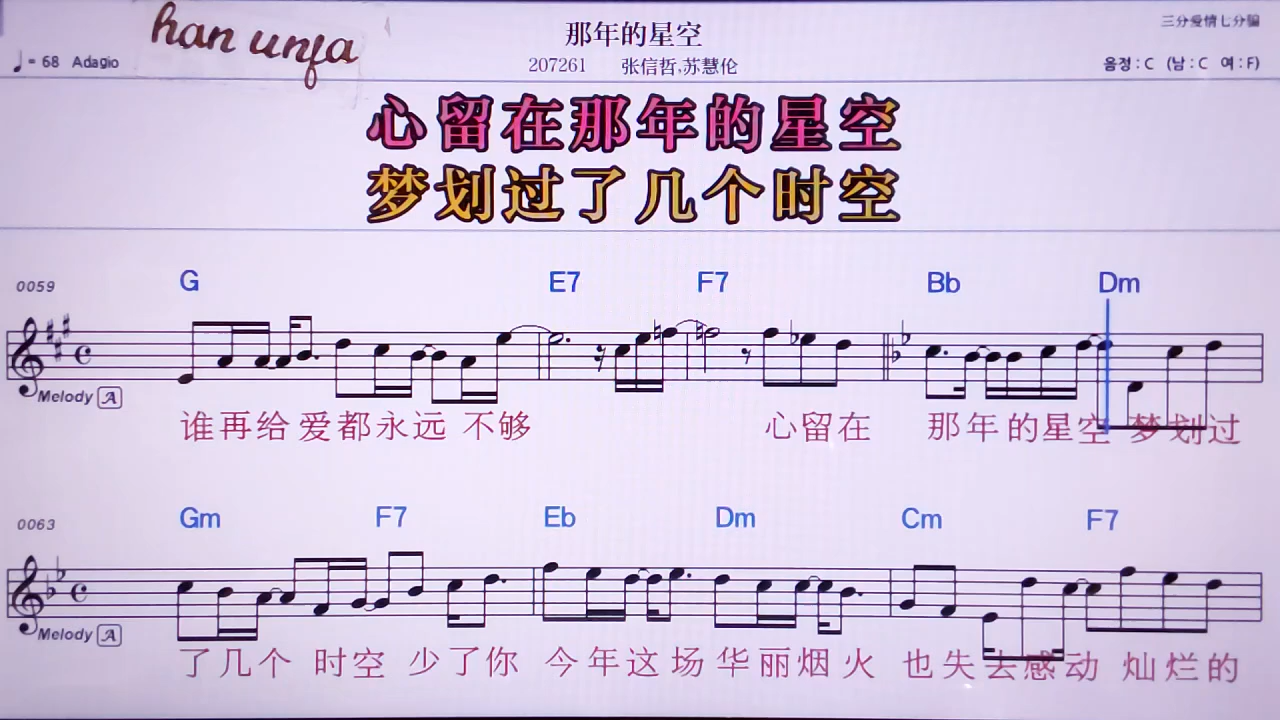 han unfa
那年的星空
三分爱情七分骗
♩= 68 Adagio
207261 张信哲,苏慧伦
음정 : C (남 : C 여 : F)
心留在那年的星空
梦划过了几个时空
0059 G E7 F7 Bb Dm
Melody A
谁再给爱都永远 不够 心留在 那年的星空 梦划过
0063 Gm F7 Eb Dm Cm F7
Melody A
了几个 时空 少了你 今年这场华丽烟火 也失去感动 灿烂的